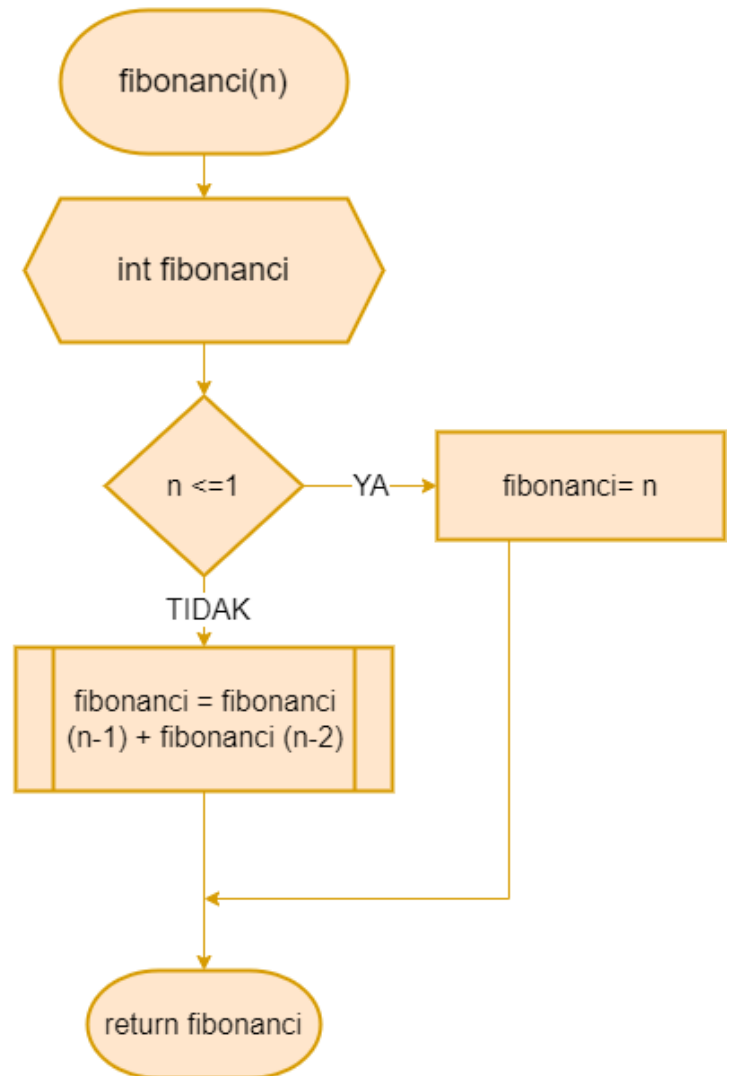 fibonanci(n)
int fibonanci
n <=1
YA
fibonanci= n
TIDAK
fibonanci = fibonanci
(n-1) + fibonanci (n-2)
return fibonanci